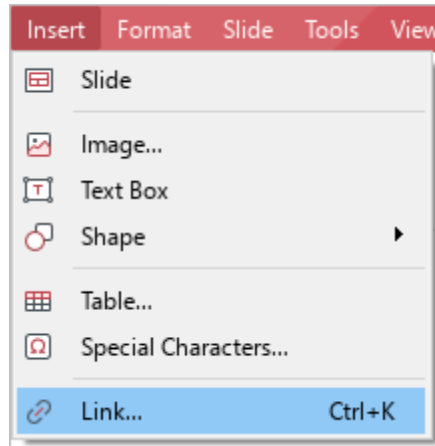 Insert Format Slide Tools View
Slide
Image...
Text Box
Shape
Table...
Special Characters...
Link... Ctrl+K